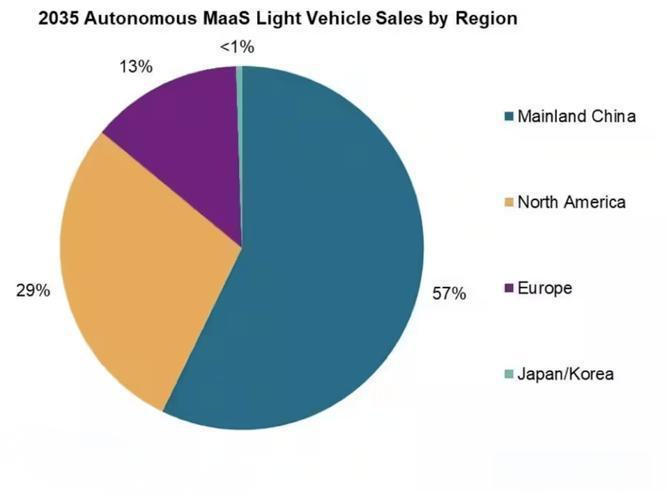 2035 Autonomous MaaS Light Vehicle Sales by Region
<1%
13%
Mainland China
North America
29%
Europe
57%
Japan/Korea